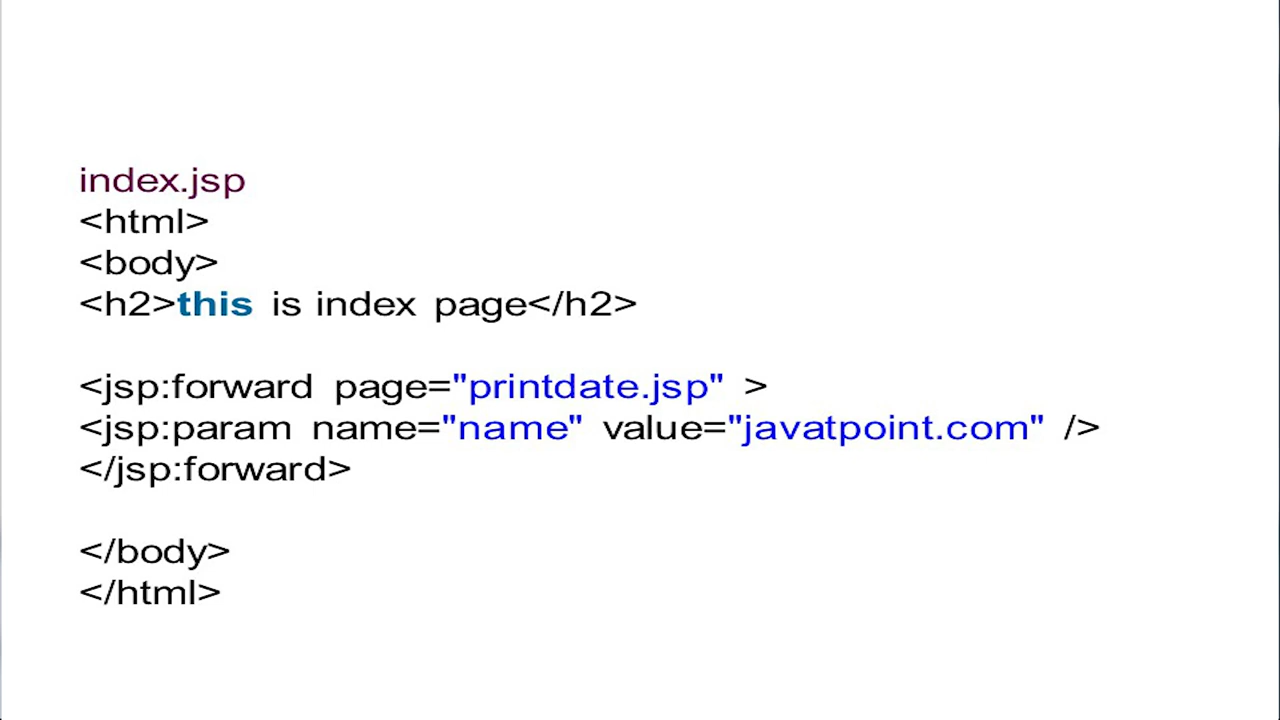 index.jsp
<html>
<body>
<h2>this is index page</h2>
<jsp:forward page="printdate.jsp" >
<jsp:param name="name" value="javatpoint.com" />
</jsp:forward>
</body>
</html>